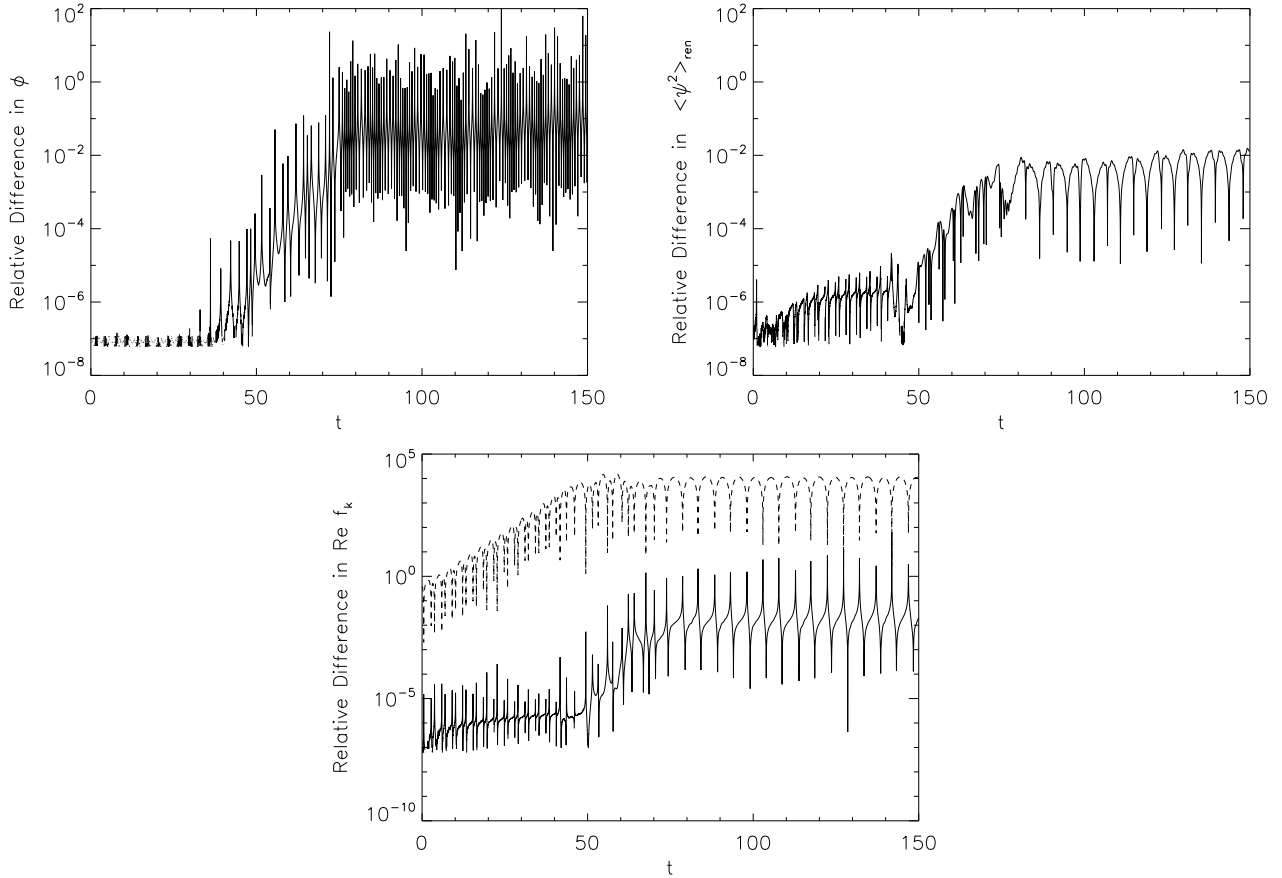 Relative Difference in ϕ
10^2
10^0
10^-2
10^-4
10^-6
10^-8
0 50 100 150
t
Relative Difference in <ψ^2>_ren
10^2
10^0
10^-2
10^-4
10^-6
10^-8
0 50 100 150
t
Relative Difference in Re f_k
10^5
10^0
10^-5
10^-10
0 50 100 150
t